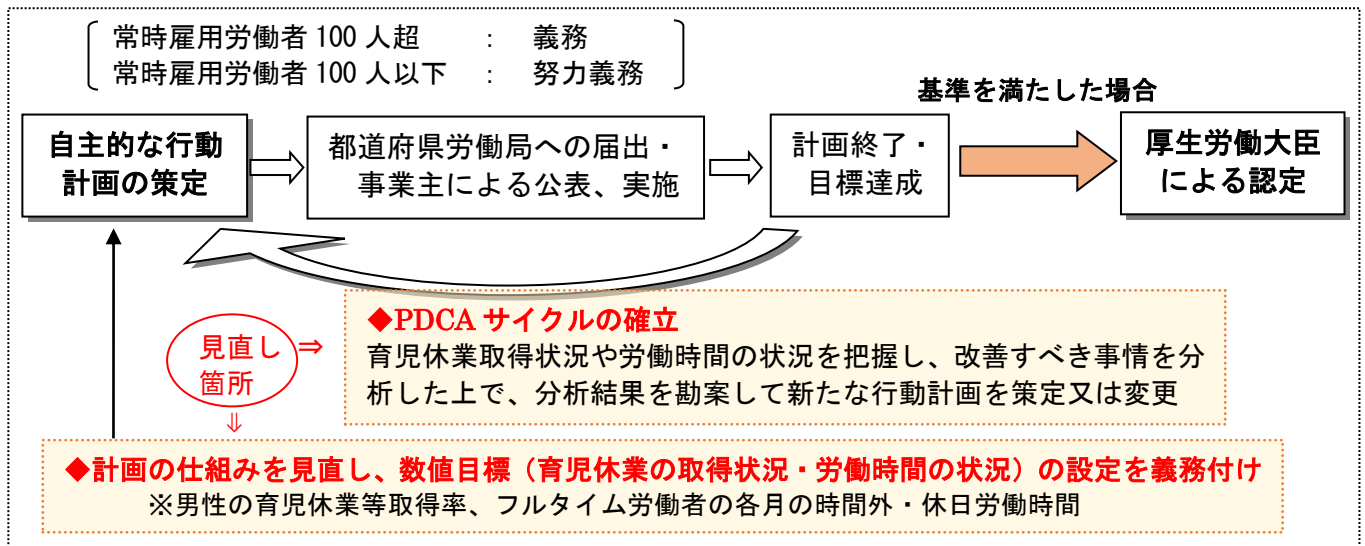 常時雇用労働者 100 人超 ： 義務
常時雇用労働者 100 人以下 ： 努力義務
基準を満たした場合
自主的な行動
計画の策定
都道府県労働局への届出・
事業主による公表、実施
計画終了・
目標達成
厚生労働大臣
による認定
見直し ⇒
箇所
⇓
◆PDCA サイクルの確立
育児休業取得状況や労働時間の状況を把握し、改善すべき事情を分
析した上で、分析結果を勘案して新たな行動計画を策定又は変更
◆計画の仕組みを見直し、数値目標（育児休業の取得状況・労働時間の状況）の設定を義務付け
※男性の育児休業等取得率、フルタイム労働者の各月の時間外・休日労働時間